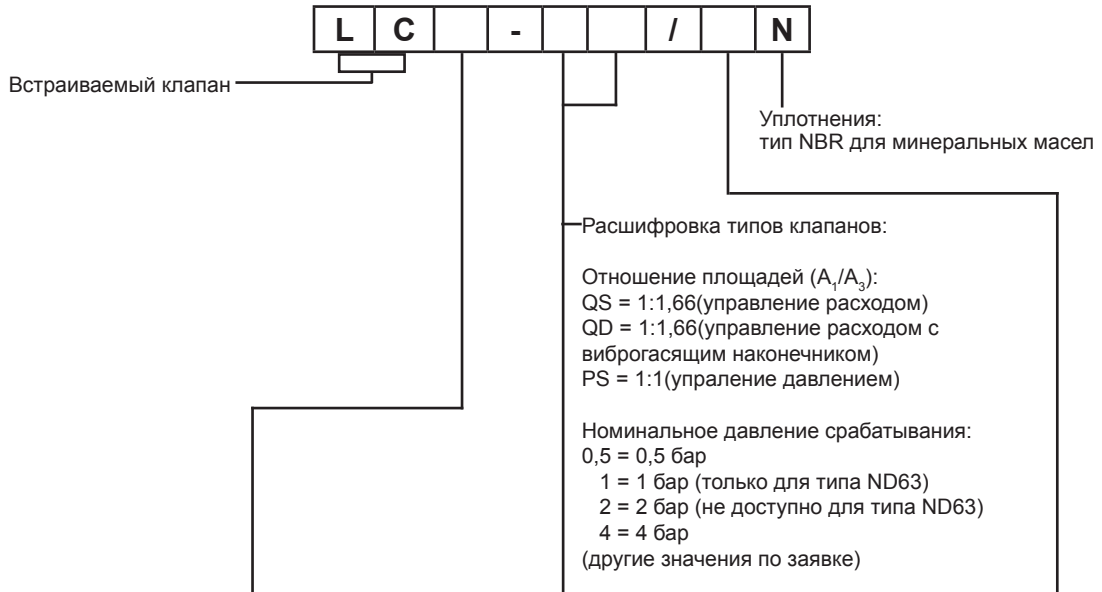 L C - / N
Встраиваемый клапан
Уплотнения:
тип NBR для минеральных масел
Расшифровка типов клапанов:
Отношение площадей (A1/A3):
QS = 1:1,66(управление расходом)
QD = 1:1,66(управление расходом с
виброгасящим наконечником)
PS = 1:1(упраление давлением)
Номинальное давление срабатывания:
0,5 = 0,5 бар
1 = 1 бар (только для типа ND63)
2 = 2 бар (не доступно для типа ND63)
4 = 4 бар
(другие значения по заявке)